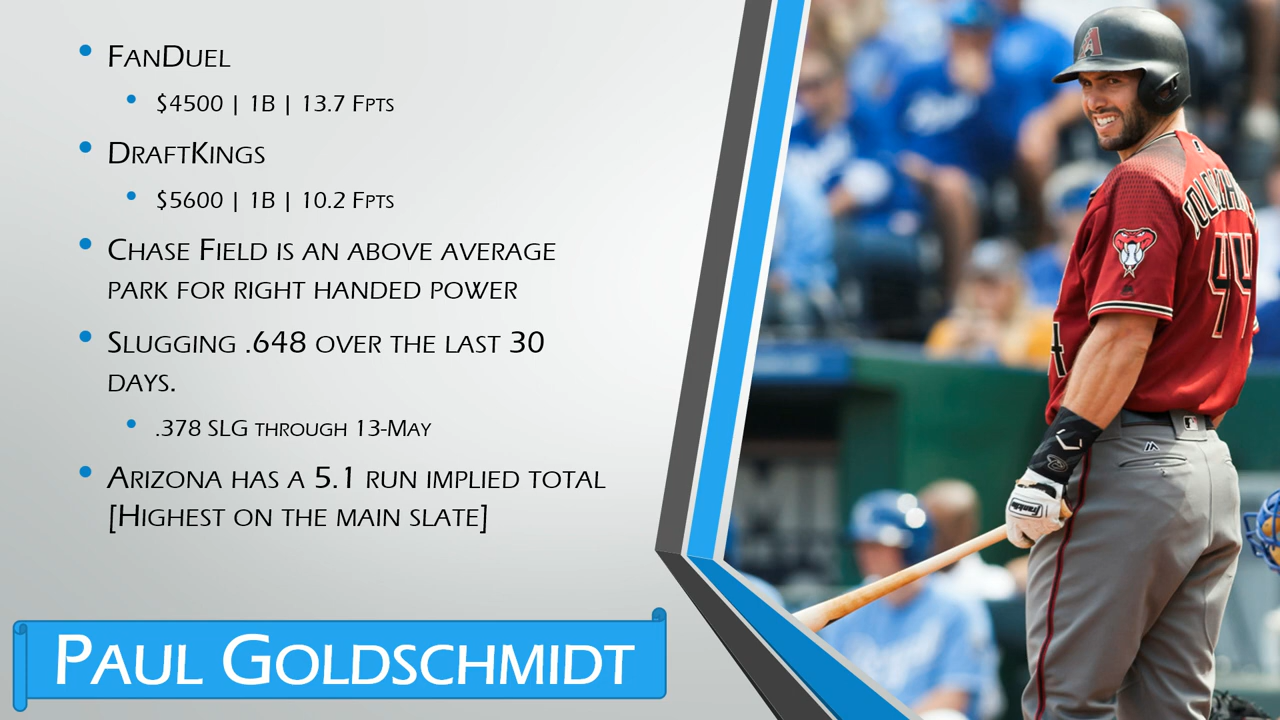 FanDuel
$4500 | 1B | 13.7 Fpts
DraftKings
$5600 | 1B | 10.2 Fpts
Chase Field is an above average
park for right handed power
Slugging .648 over the last 30
days.
.378 SLG through 13-May
Arizona has a 5.1 run implied total
[Highest on the main slate]
Paul Goldschmidt
A
44